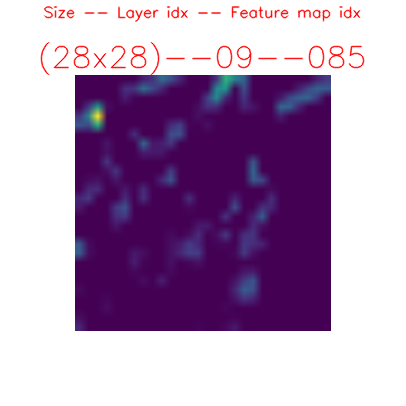 Size -- Layer idx -- Feature map idx
(28x28)--09--085